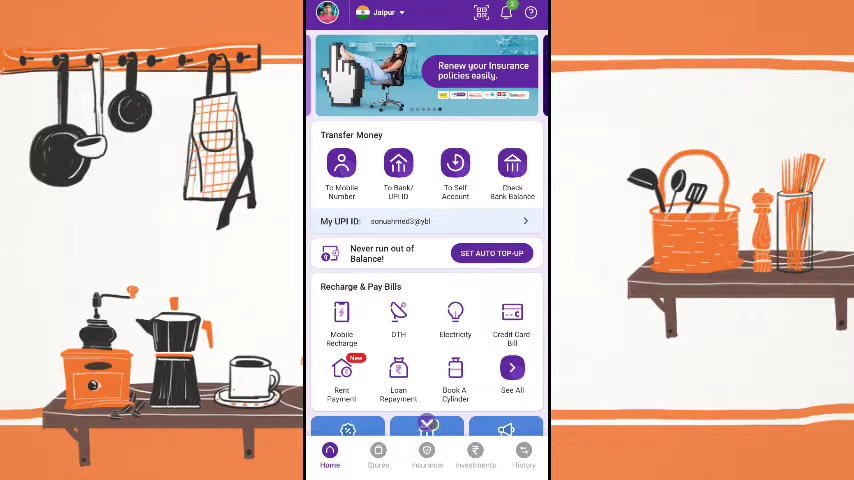 Jaipur
2
Renew your Insurance
policies easily.
Transfer Money
To Mobile
Number
To Bank/
UPI ID
To Self
Account
Check
Bank Balance
My UPI ID: sonuahmed3@ybl
Never run out of
Balance!
SET AUTO TOP-UP
Recharge & Pay Bills
Mobile
Recharge
DTH
Electricity
Credit Card
Bill
New
Rent
Payment
Loan
Repayment
Book A
Cylinder
See All
Home
Stores
Insurance
Investments
History